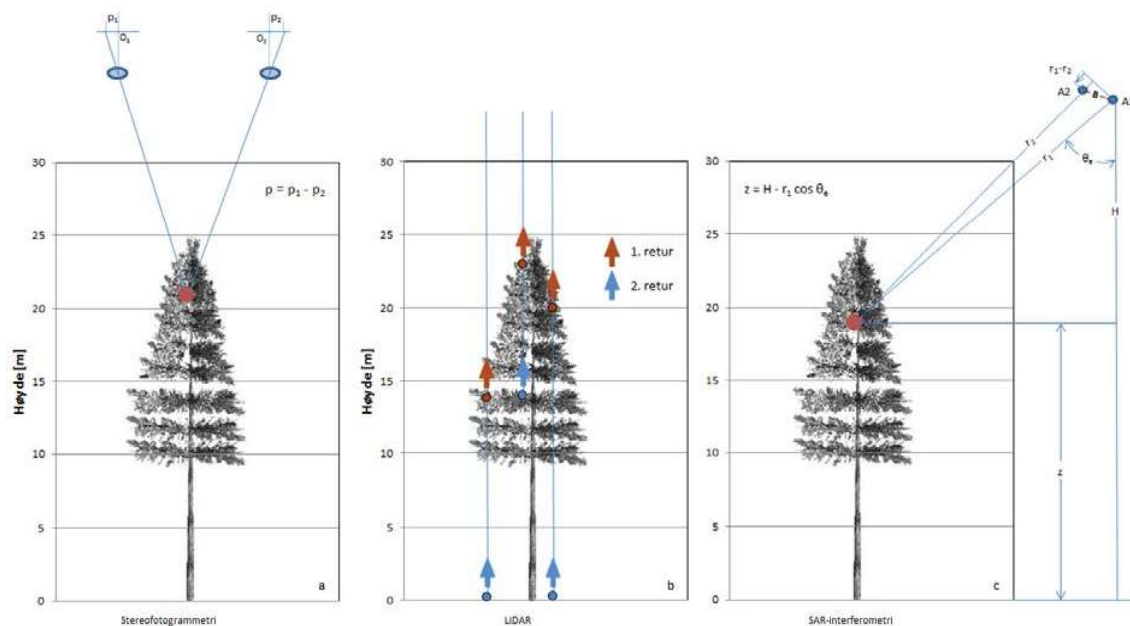 p₁
p₂
O₁
O₂
Høyde [m]
30
25
20
15
10
5
0
p = p₁ - p₂
a
Stereofotogrammetri
Høyde [m]
30
25
20
15
10
5
0
1. retur
2. retur
b
LiDAR
30
25
20
15
10
5
0
z = H - r₁ cos θₑ
r₁-r₂
A2
B
r₂
r₁
θₑ
H
z
c
SAR-interferometri